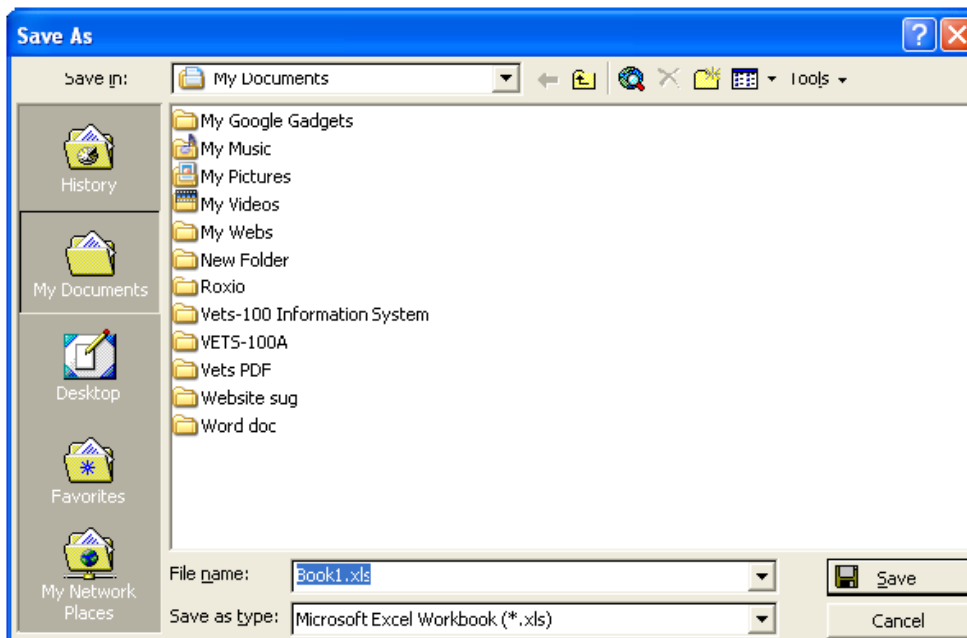 Save As
Save in: My Documents Tools
History
My Documents
Desktop
Favorites
My Network
Places
My Google Gadgets
My Music
My Pictures
My Videos
My Webs
New Folder
Roxio
Vets-100 Information System
VETS-100A
Vets PDF
Website sug
Word doc
File name: Book1.xls Save
Save as type: Microsoft Excel Workbook (*.xls) Cancel